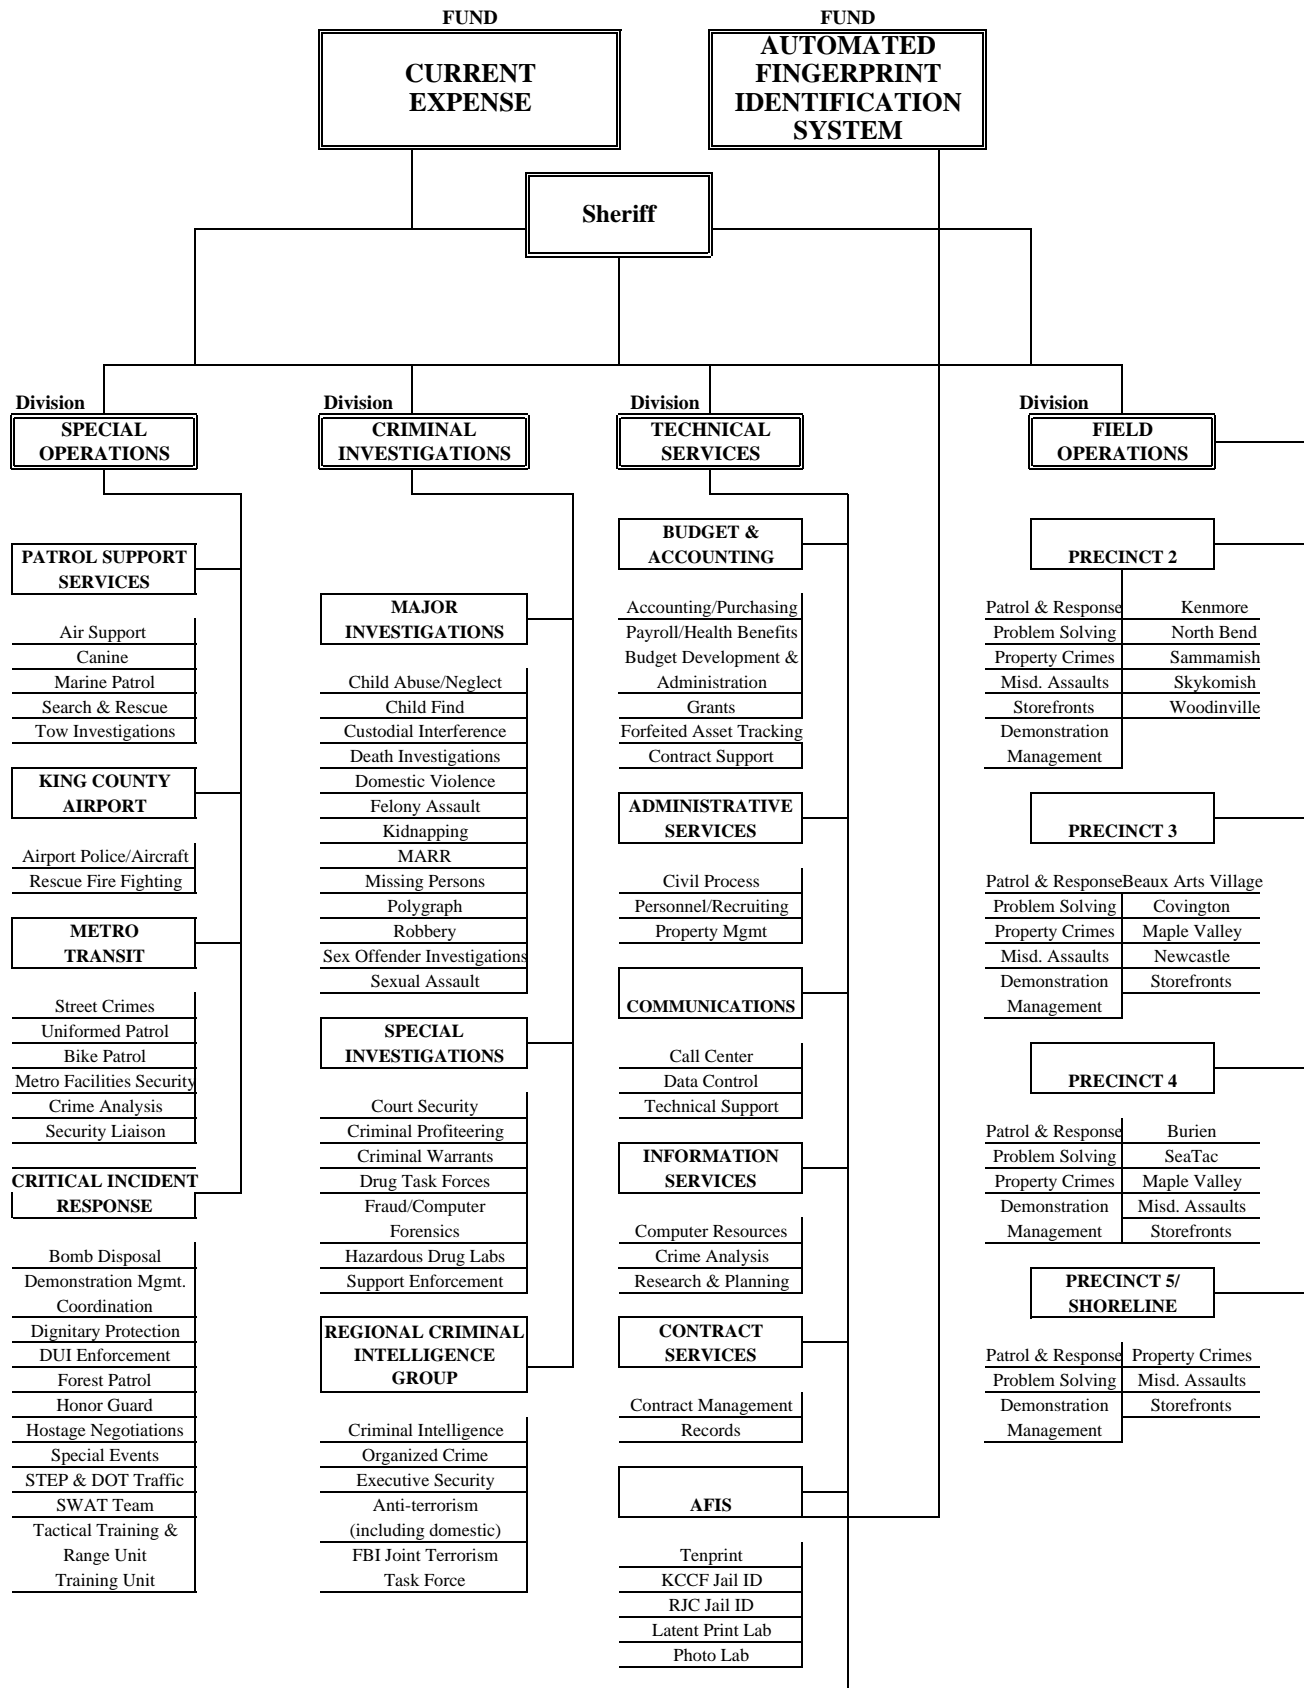 FUND
CURRENT
EXPENSE
FUND
AUTOMATED
FINGERPRINT
IDENTIFICATION
SYSTEM
Sheriff
Division
SPECIAL
OPERATIONS
PATROL SUPPORT
SERVICES
Air Support
Canine
Marine Patrol
Search & Rescue
Tow Investigations
KING COUNTY
AIRPORT
Airport Police/Aircraft
Rescue Fire Fighting
METRO
TRANSIT
Street Crimes
Uniformed Patrol
Bike Patrol
Metro Facilities Security
Crime Analysis
Security Liaison
CRITICAL INCIDENT
RESPONSE
Bomb Disposal
Demonstration Mgmt.
Coordination
Dignitary Protection
DUI Enforcement
Forest Patrol
Honor Guard
Hostage Negotiations
Special Events
STEP & DOT Traffic
SWAT Team
Tactical Training &
Range Unit
Training Unit
Division
CRIMINAL
INVESTIGATIONS
MAJOR
INVESTIGATIONS
Child Abuse/Neglect
Child Find
Custodial Interference
Death Investigations
Domestic Violence
Felony Assault
Kidnapping
MARR
Missing Persons
Polygraph
Robbery
Sex Offender Investigations
Sexual Assault
SPECIAL
INVESTIGATIONS
Court Security
Criminal Profiteering
Criminal Warrants
Drug Task Forces
Fraud/Computer
Forensics
Hazardous Drug Labs
Support Enforcement
REGIONAL CRIMINAL
INTELLIGENCE
GROUP
Criminal Intelligence
Organized Crime
Executive Security
Anti-terrorism
(including domestic)
FBI Joint Terrorism
Task Force
Division
TECHNICAL
SERVICES
BUDGET &
ACCOUNTING
Accounting/Purchasing
Payroll/Health Benefits
Budget Development &
Administration
Grants
Forfeited Asset Tracking
Contract Support
ADMINISTRATIVE
SERVICES
Civil Process
Personnel/Recruiting
Property Mgmt
COMMUNICATIONS
Call Center
Data Control
Technical Support
INFORMATION
SERVICES
Computer Resources
Crime Analysis
Research & Planning
CONTRACT
SERVICES
Contract Management
Records
AFIS
Tenprint
KCCF Jail ID
RJC Jail ID
Latent Print Lab
Photo Lab
Division
FIELD
OPERATIONS
PRECINCT 2
Patrol & Response
Problem Solving
Property Crimes
Misd. Assaults
Storefronts
Demonstration
Management
Kenmore
North Bend
Sammamish
Skykomish
Woodinville
PRECINCT 3
Patrol & Response
Problem Solving
Property Crimes
Misd. Assaults
Demonstration
Management
Beaux Arts Village
Covington
Maple Valley
Newcastle
Storefronts
PRECINCT 4
Patrol & Response
Problem Solving
Property Crimes
Demonstration
Management
Burien
SeaTac
Maple Valley
Misd. Assaults
Storefronts
PRECINCT 5/
SHORELINE
Patrol & Response
Problem Solving
Demonstration
Management
Property Crimes
Misd. Assaults
Storefronts